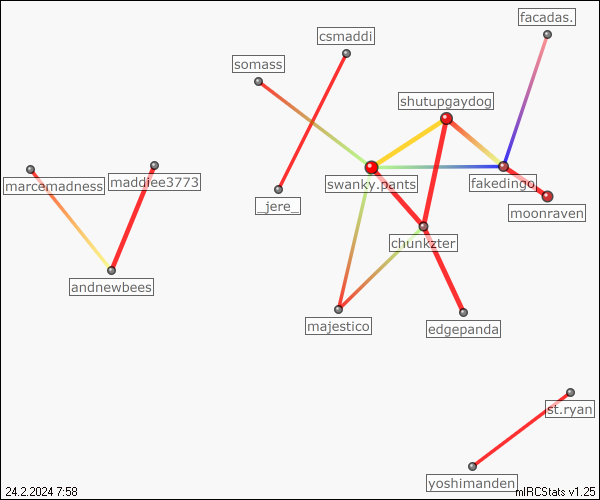 facadas.
csmaddi
somass
shutupgaydog
marcemadness
maddiee3773
swanky.pants
fakedingo
_jere_
moonraven
chunkzter
andnewbees
majestico
edgepanda
st.ryan
yoshimanden
24.2.2024 7:58
mIRCStats v1.25